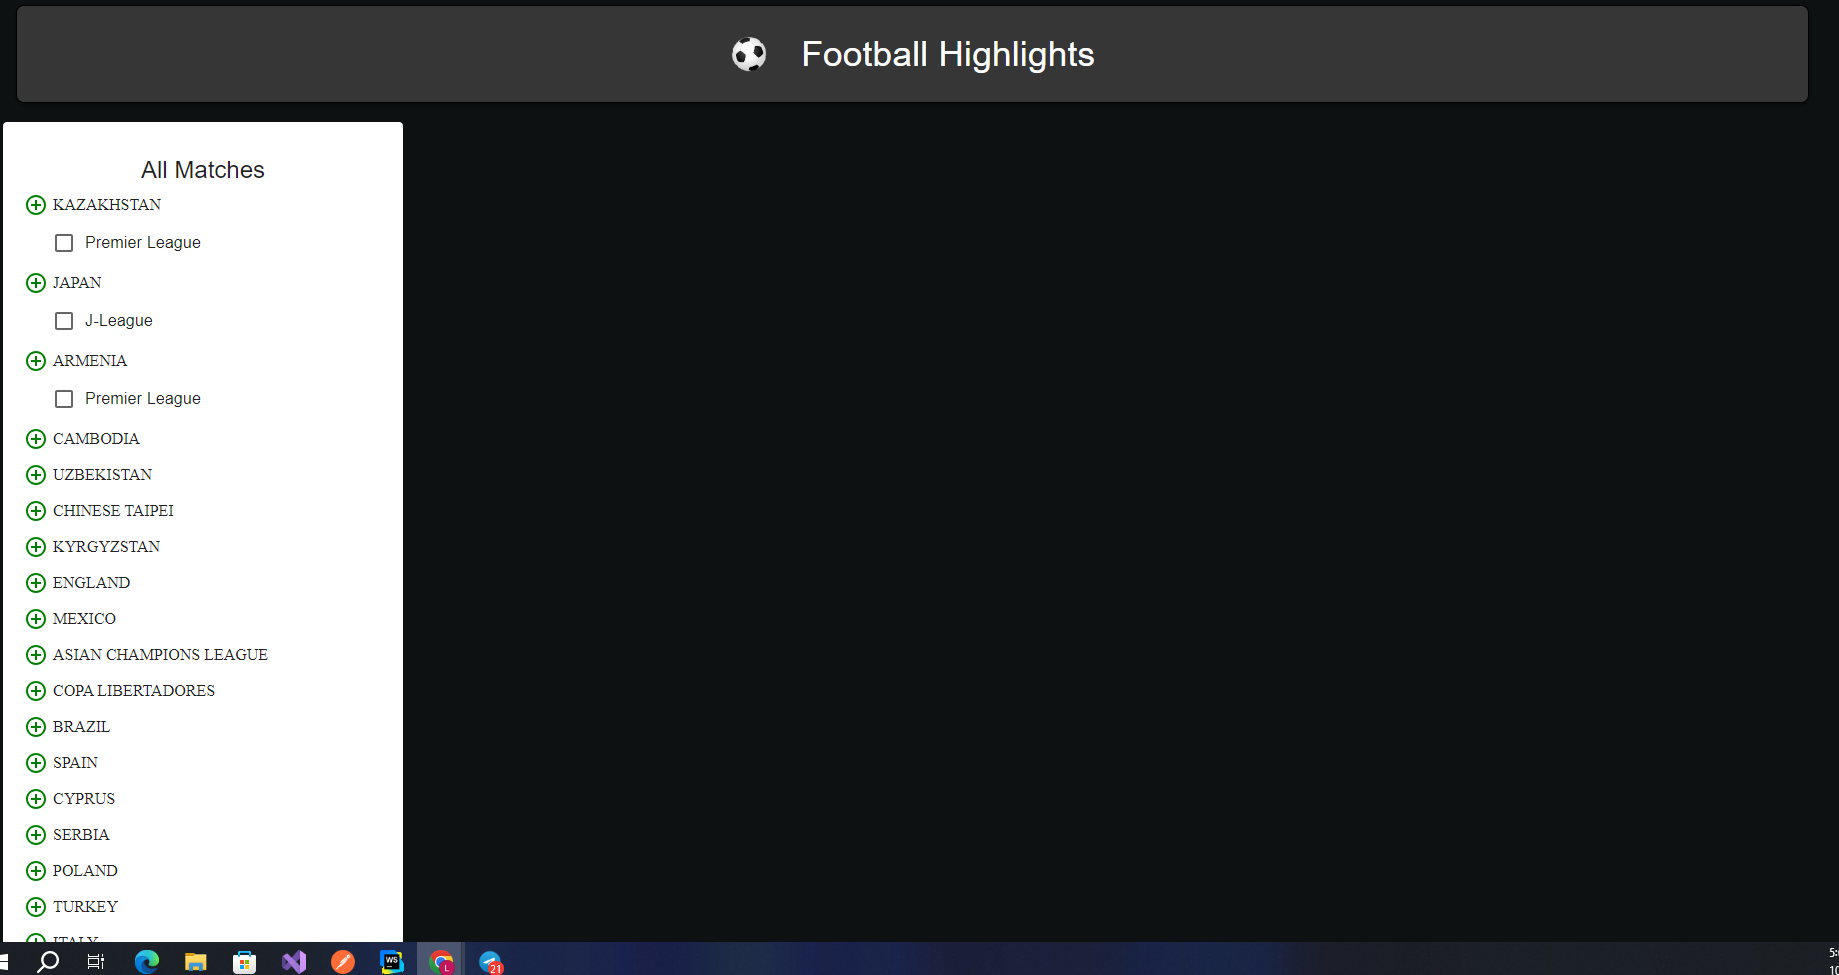 Football Highlights
All Matches
KAZAKHSTAN
Premier League
JAPAN
J-League
ARMENIA
Premier League
CAMBODIA
UZBEKISTAN
CHINESE TAIPEI
KYRGYZSTAN
ENGLAND
MEXICO
ASIAN CHAMPIONS LEAGUE
COPA LIBERTADORES
BRAZIL
SPAIN
CYPRUS
SERBIA
POLAND
TURKEY
ITALY
WS
L
21